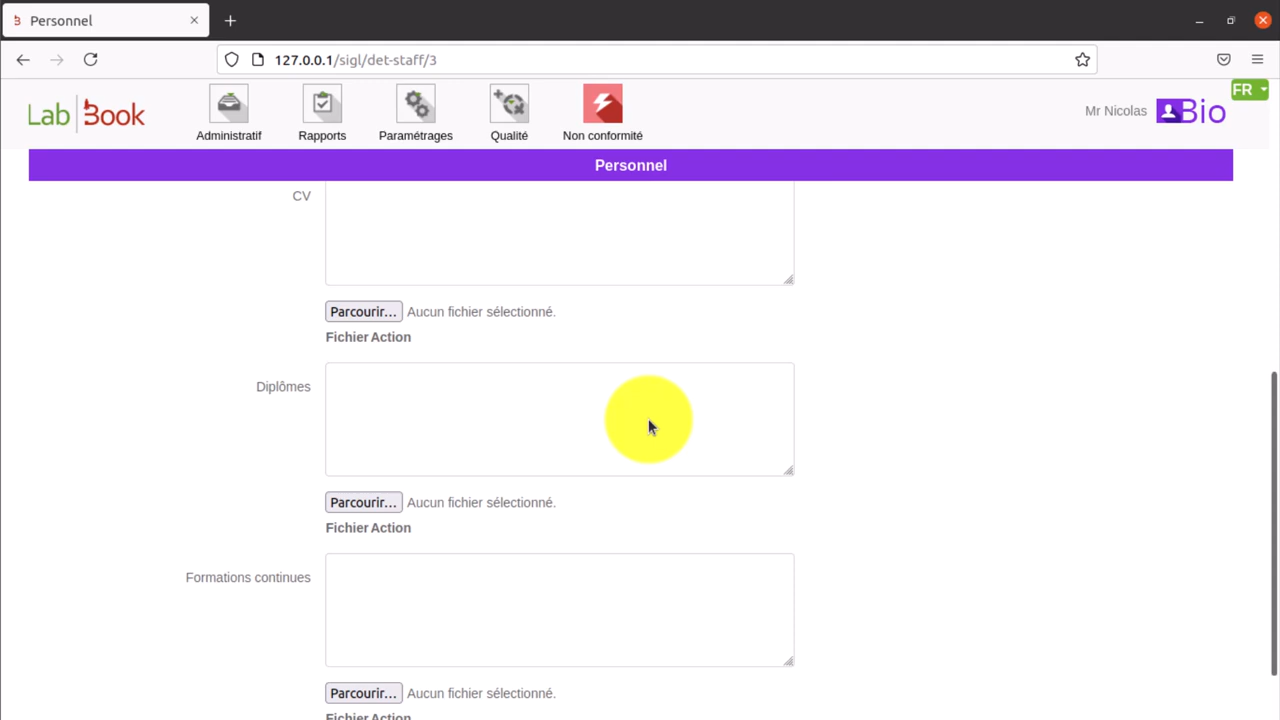 Personnel
127.0.0.1/sigl/det-staff/3
Lab Book
Administratif
Rapports
Paramétrages
Qualité
Non conformité
Mr Nicolas
Bio
FR
Personnel
CV
Parcourir... Aucun fichier sélectionné.
Fichier Action
Diplômes
Parcourir... Aucun fichier sélectionné.
Fichier Action
Formations continues
Parcourir... Aucun fichier sélectionné.
Fichier Action